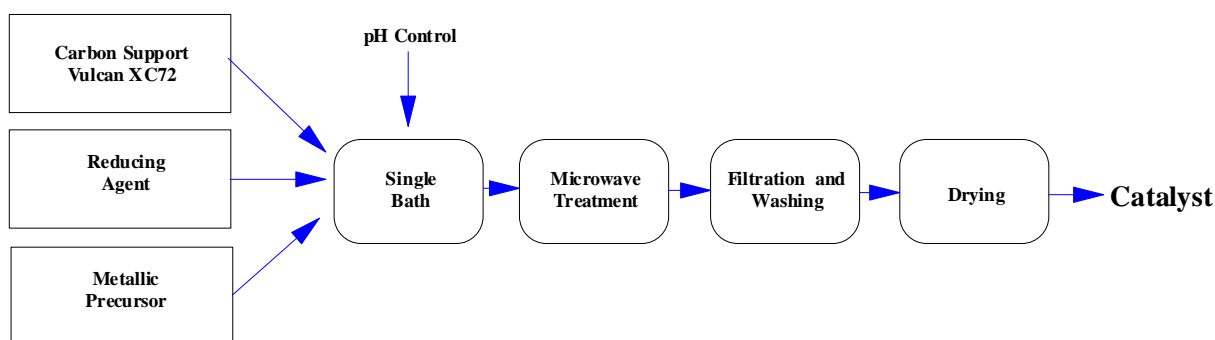 Carbon Support
Vulcan XC72
pH Control
Reducing
Agent
Metallic
Precursor
Single
Bath
Microwave
Treatment
Filtration and
Washing
Drying
Catalyst